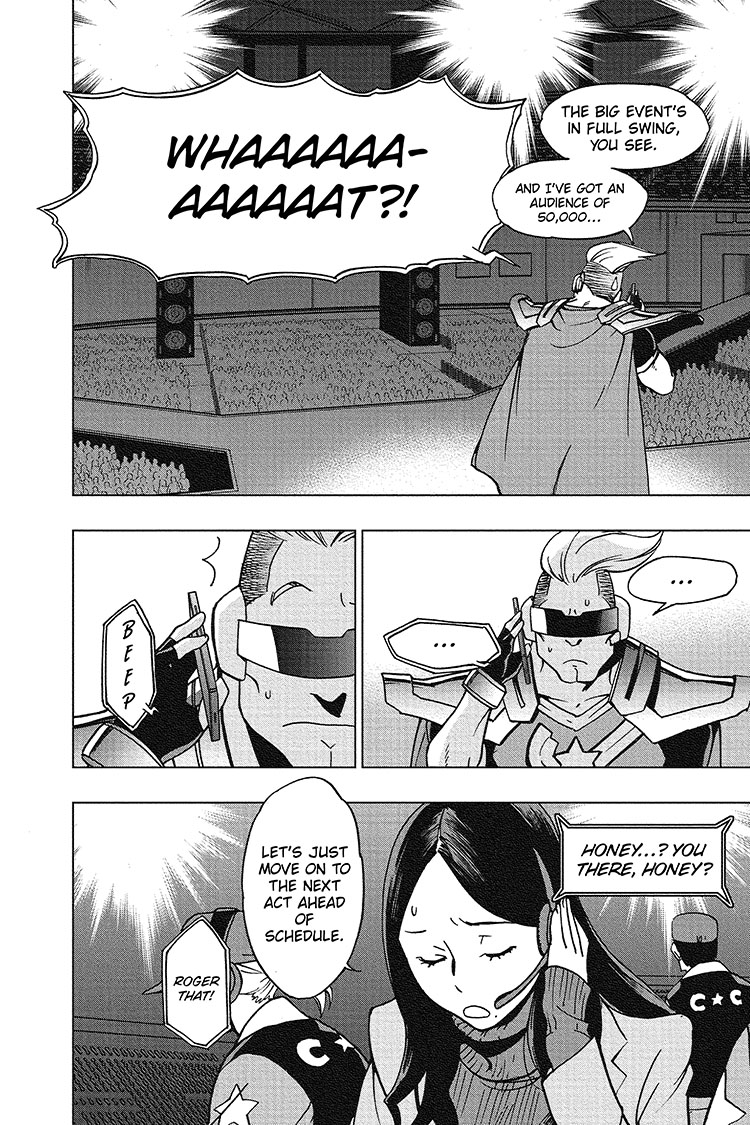 THE BIG EVENT'S
IN FULL SWING,
YOU SEE.
AND I'VE GOT AN
AUDIENCE OF
50,000...
WHAAAAAA-
AAAAAAT?!
...
...
BEEP
HONEY...? YOU
THERE, HONEY?
LET'S JUST
MOVE ON TO
THE NEXT
ACT AHEAD
OF
SCHEDULE.
ROGER
THAT!
C★
C★C